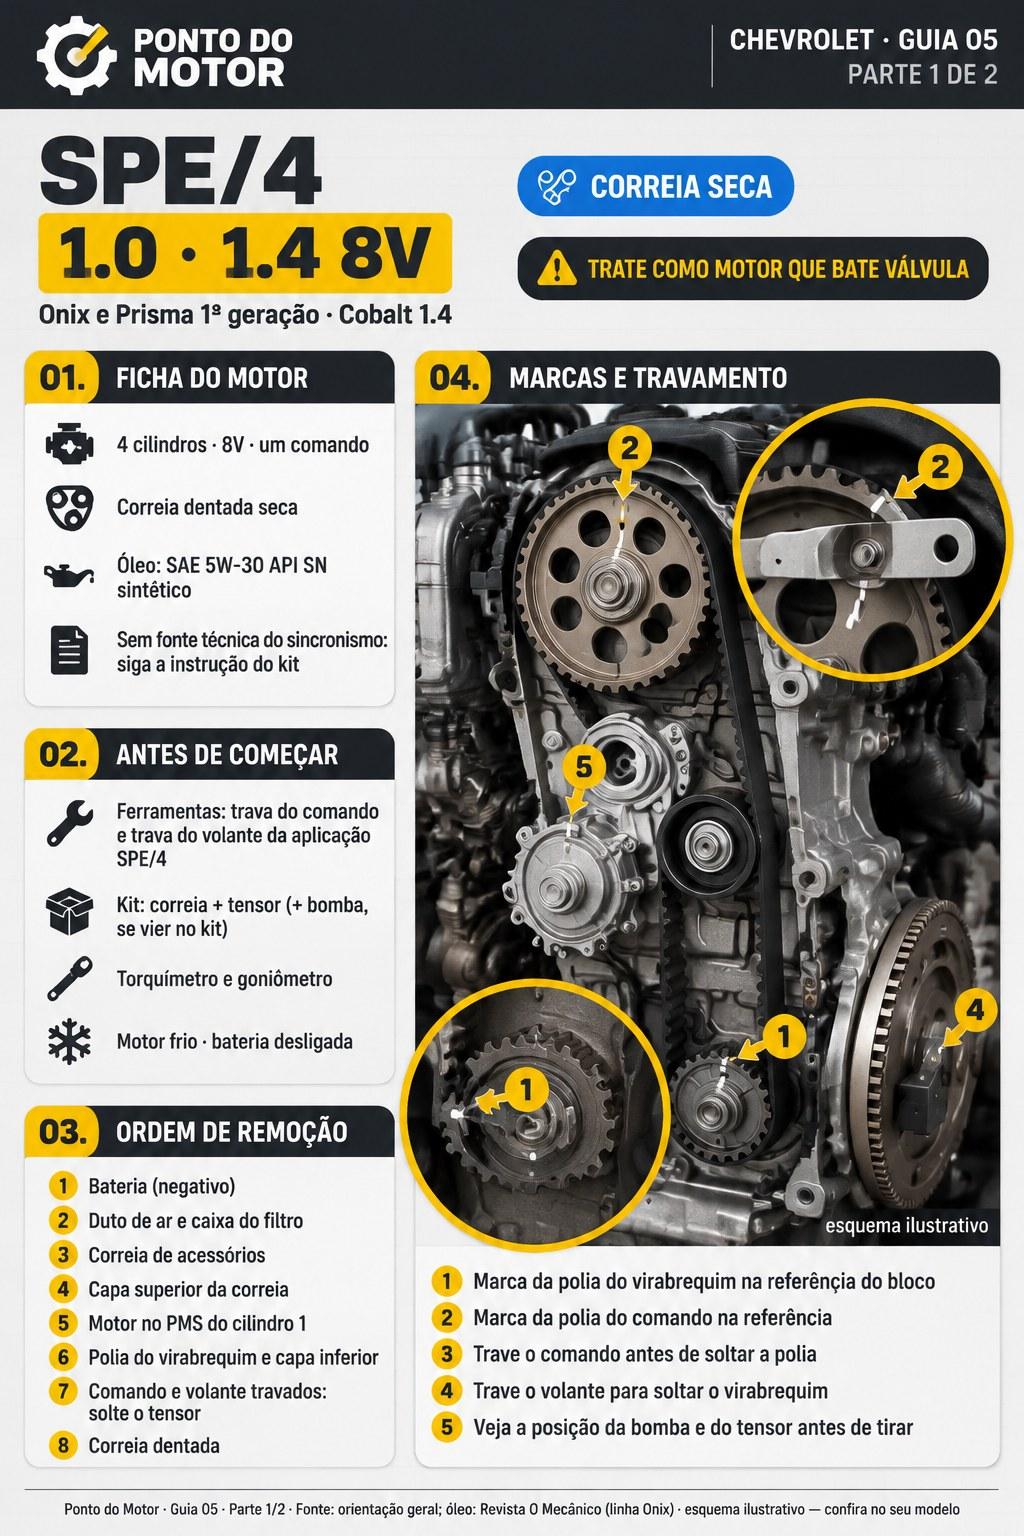 PONTO DO
MOTOR
CHEVROLET · GUIA 05
PARTE 1 DE 2
SPE/4
1.0 · 1.4 8V
Onix e Prisma 1ª geração · Cobalt 1.4
CORREIA SECA
TRATE COMO MOTOR QUE BATE VÁLVULA
01. FICHA DO MOTOR
4 cilindros · 8V · um comando
Correia dentada seca
Óleo: SAE 5W-30 API SN
sintêtico
Sem fonte técnica do sincronismo:
siga a instrução do kit
02. ANTES DE COMEÇAR
Ferramentas: trava do comando
e trava do volante da aplicação
SPE/4
Kit: correia + tensor (+ bomba,
se vier no kit)
Torquímetro e goniômetro
Motor frio · bateria desligada
03. ORDEM DE REMOÇÃO
1 Bateria (negativo)
2 Duto de ar e caixa do filtro
3 Correia de acessórios
4 Capa superior da correia
5 Motor no PMS do cilindro 1
6 Polia do virabrequim e capa inferior
7 Comando e volante travados:
solte o tensor
8 Correia dentada
04. MARCAS E TRAVAMENTO
2
2
5
1
4
1
esquema ilustrativo
1 Marca da polia do virabrequim na referência do bloco
2 Marca da polia do comando na referência
3 Trave o comando antes de soltar a polia
4 Trave o volante para soltar o virabrequim
5 Veja a posição da bomba e do tensor antes de tirar
Ponto do Motor · Guia 05 · Parte 1/2 · Fonte: orientação geral; óleo: Revista O Mecânico (linha Onix) · esquema ilustrativo — confira no seu modelo